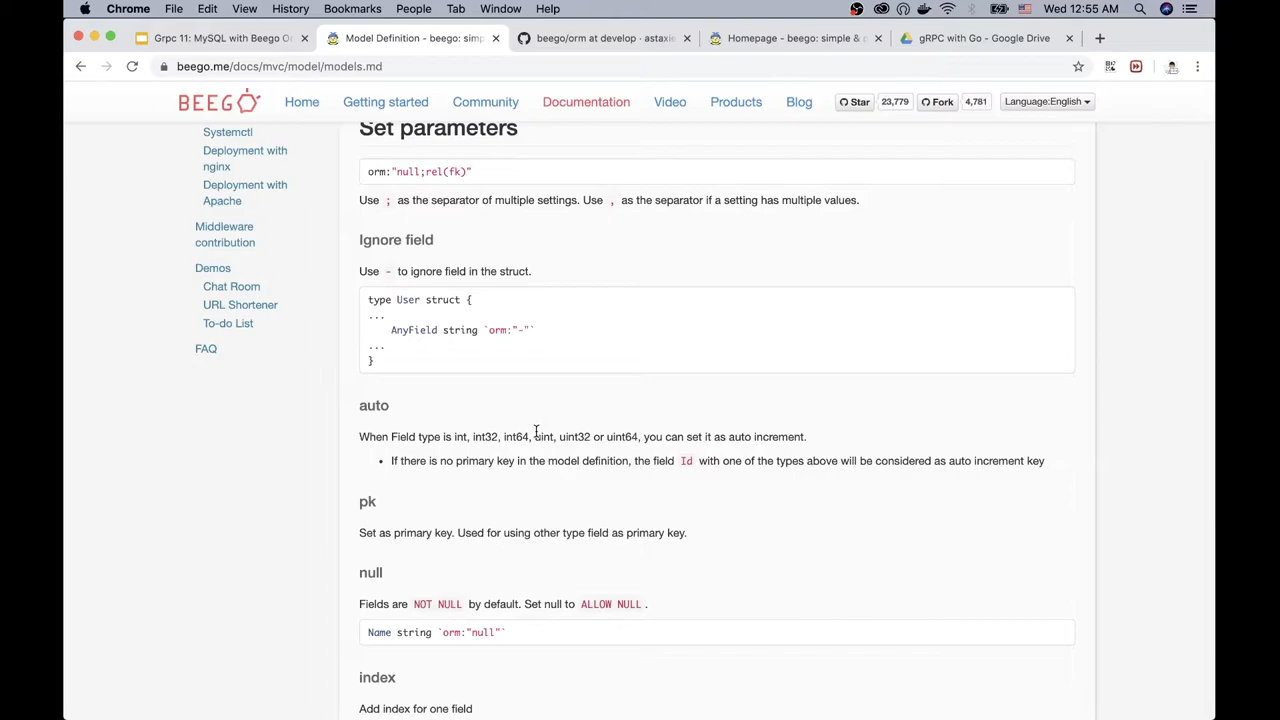 Chrome File Edit View History Bookmarks People Tab Window Help Wed 12:55 AM
Grpc 11: MySQL with Beego O
Model Definition - beego: simp
beego/orm at develop · astaxie
Homepage - beego: simple & p
gRPC with Go - Google Drive
beego.me/docs/mvc/model/models.md
BEEGO
Home Getting started Community Documentation Video Products Blog Star 23,779 Fork 4,781 Language:English
Systemctl
Deployment with
nginx
Deployment with
Apache
Middleware
contribution
Demos
Chat Room
URL Shortener
To-do List
FAQ
Set parameters
orm:"null;rel(fk)"
Use ; as the separator of multiple settings. Use , as the separator if a setting has multiple values.
Ignore field
Use - to ignore field in the struct.
type User struct {
...
AnyField string `orm:"-"`
...
}
auto
When Field type is int, int32, int64, uint, uint32 or uint64, you can set it as auto increment.
• If there is no primary key in the model definition, the field Id with one of the types above will be considered as auto increment key
pk
Set as primary key. Used for using other type field as primary key.
null
Fields are NOT NULL by default. Set null to ALLOW NULL.
Name string `orm:"null"`
index
Add index for one field